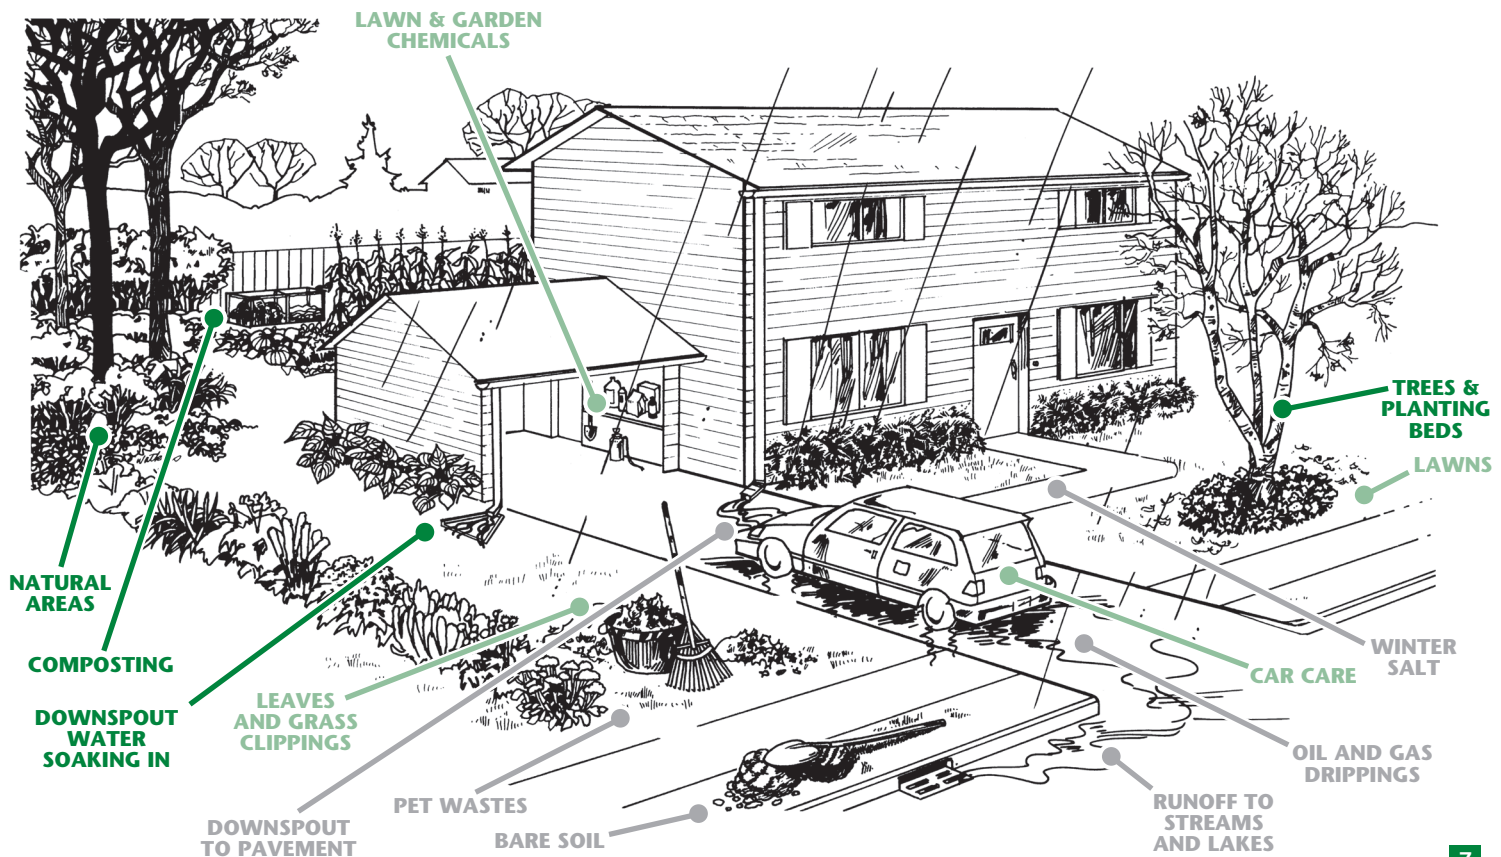 LAWN & GARDEN
CHEMICALS
TREES &
PLANTING
BEDS
LAWNS
NATURAL
AREAS
COMPOSTING
DOWNSPOUT
WATER
SOAKING IN
LEAVES
AND GRASS
CLIPPINGS
WINTER
SALT
CAR CARE
OIL AND GAS
DRIPPINGS
PET WASTES
DOWNSPOUT
TO PAVEMENT
BARE SOIL
RUNOFF TO
STREAMS
AND LAKES
7